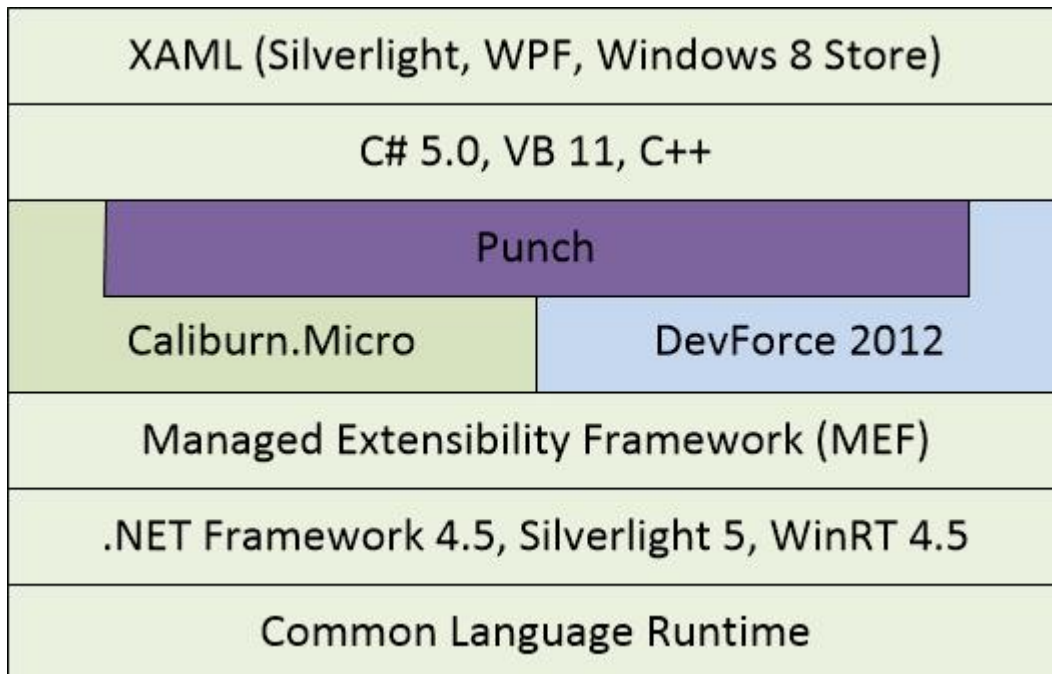 XAML (Silverlight, WPF, Windows 8 Store)
C# 5.0, VB 11, C++
Punch
Caliburn.Micro
DevForce 2012
Managed Extensibility Framework (MEF)
.NET Framework 4.5, Silverlight 5, WinRT 4.5
Common Language Runtime